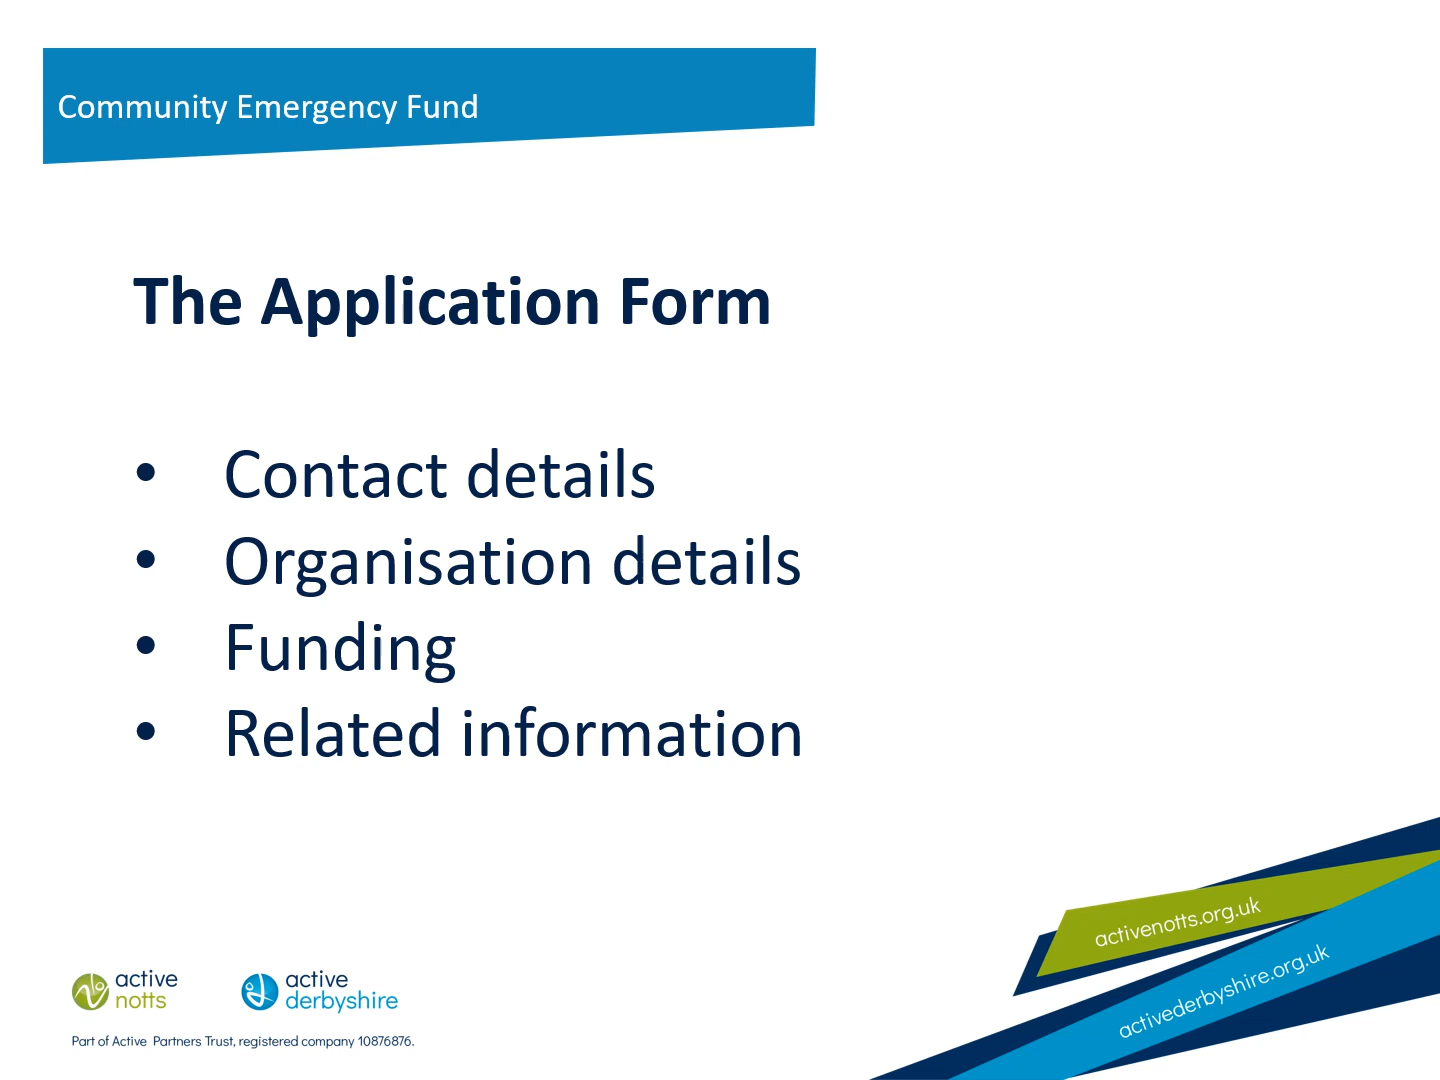 Community Emergency Fund
The Application Form
• Contact details
• Organisation details
• Funding
• Related information
activenotts.org.uk
activederbyshire.org.uk
active
notts
active
derbyshire
Part of Active Partners Trust, registered company 10876876.